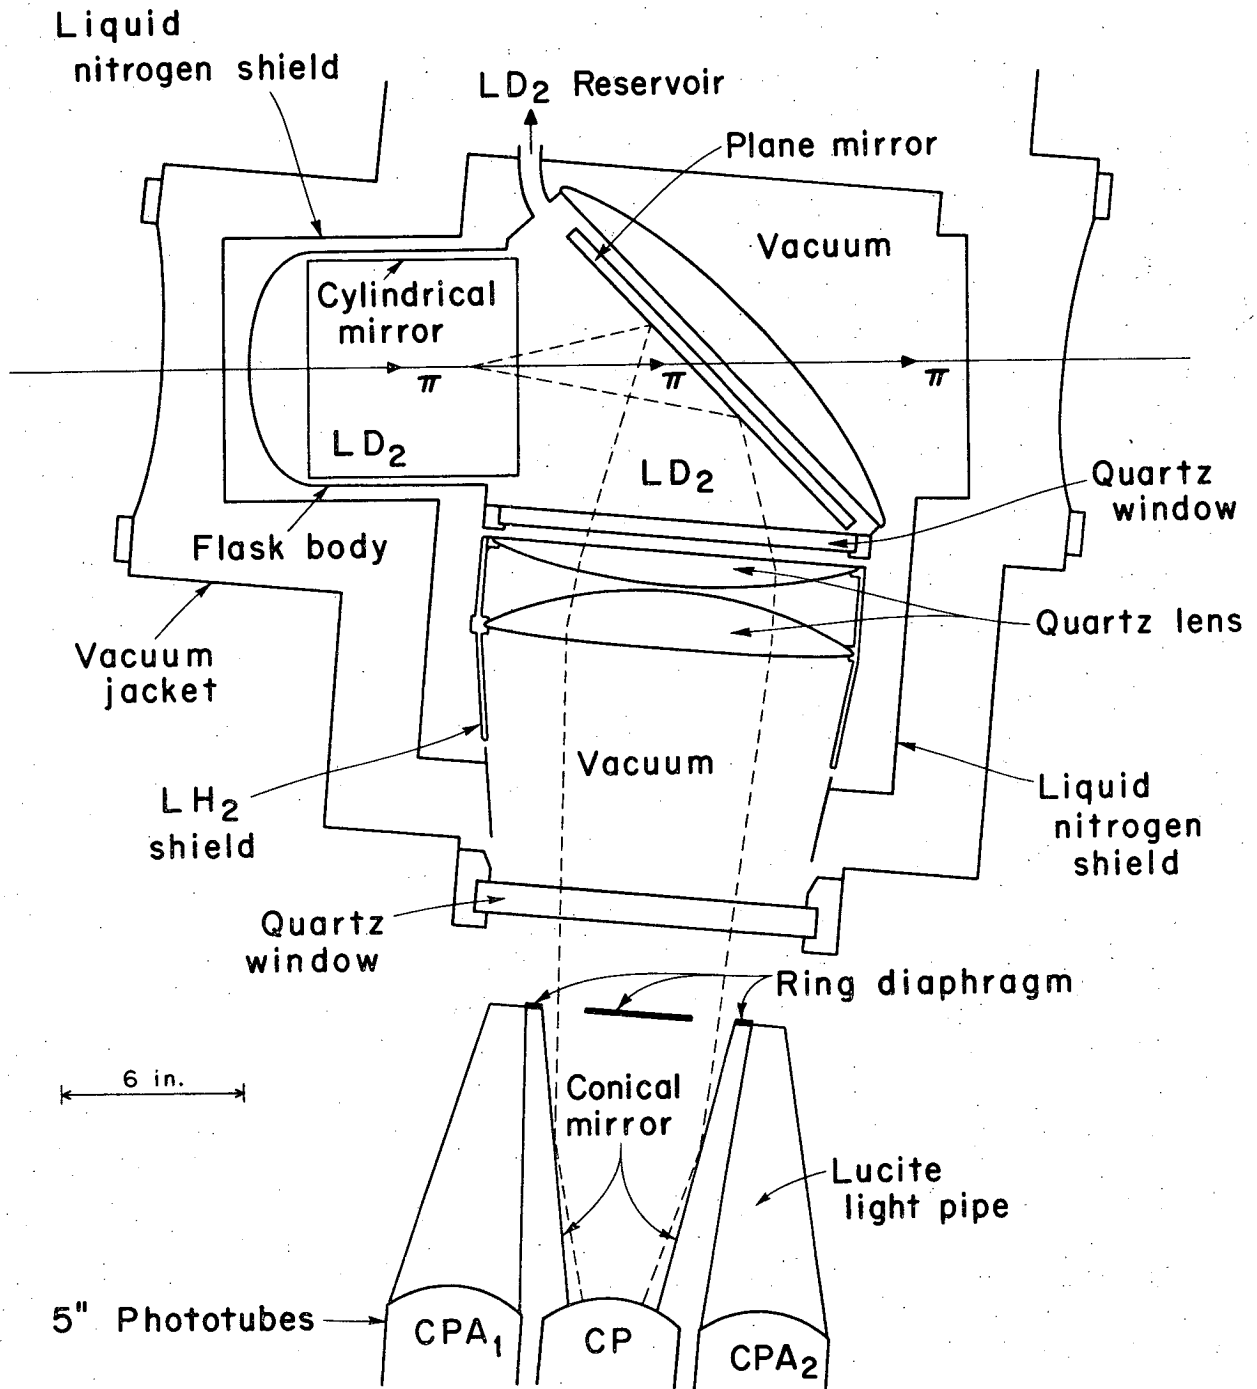 Liquid
nitrogen shield
LD2 Reservoir
Plane mirror
Vacuum
Cylindrical
mirror
π
π
π
LD2
LD2
Quartz
window
Flask body
Quartz lens
Vacuum
jacket
Vacuum
LH2
shield
Liquid
nitrogen
shield
Quartz
window
Ring diaphragm
6 in.
Conical
mirror
Lucite
light pipe
5" Phototubes
CPA1
CP
CPA2